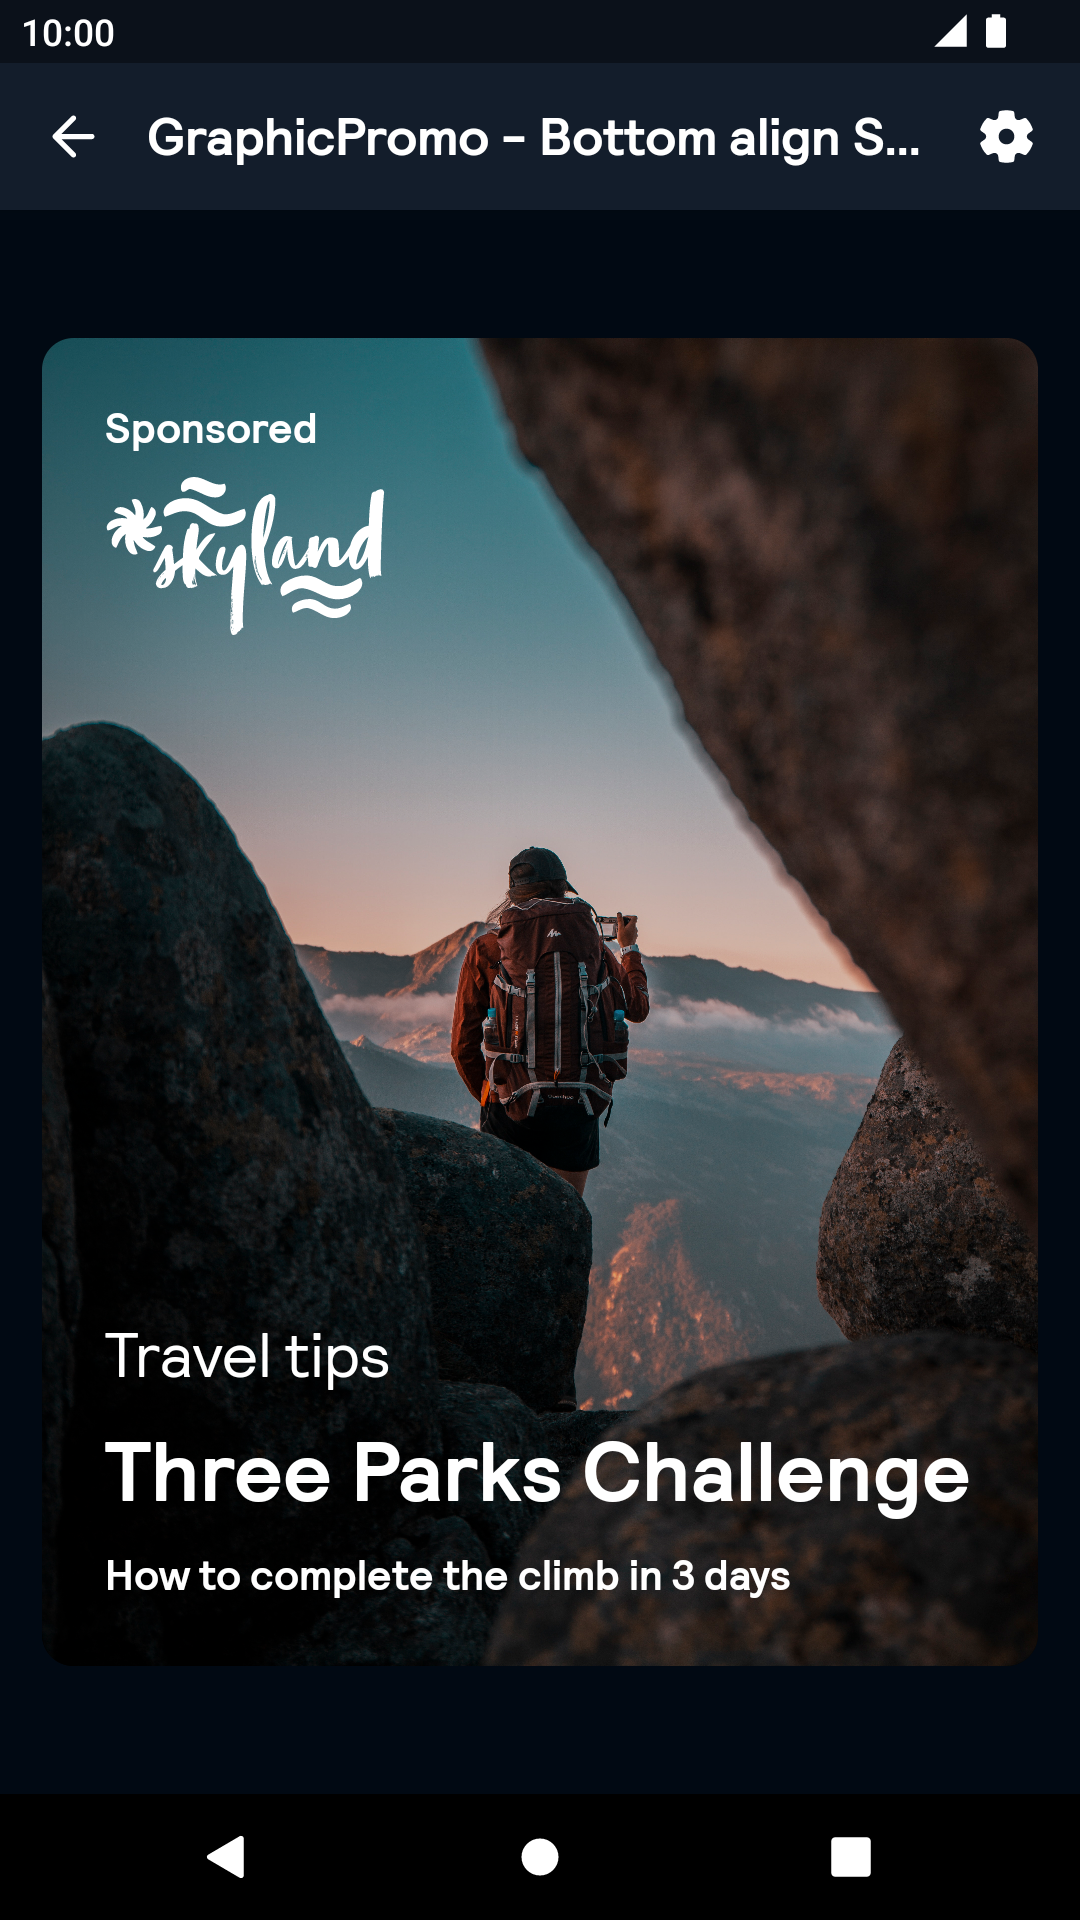 10:00
GraphicPromo - Bottom align S...
Sponsored
skyland
Travel tips
Three Parks Challenge
How to complete the climb in 3 days